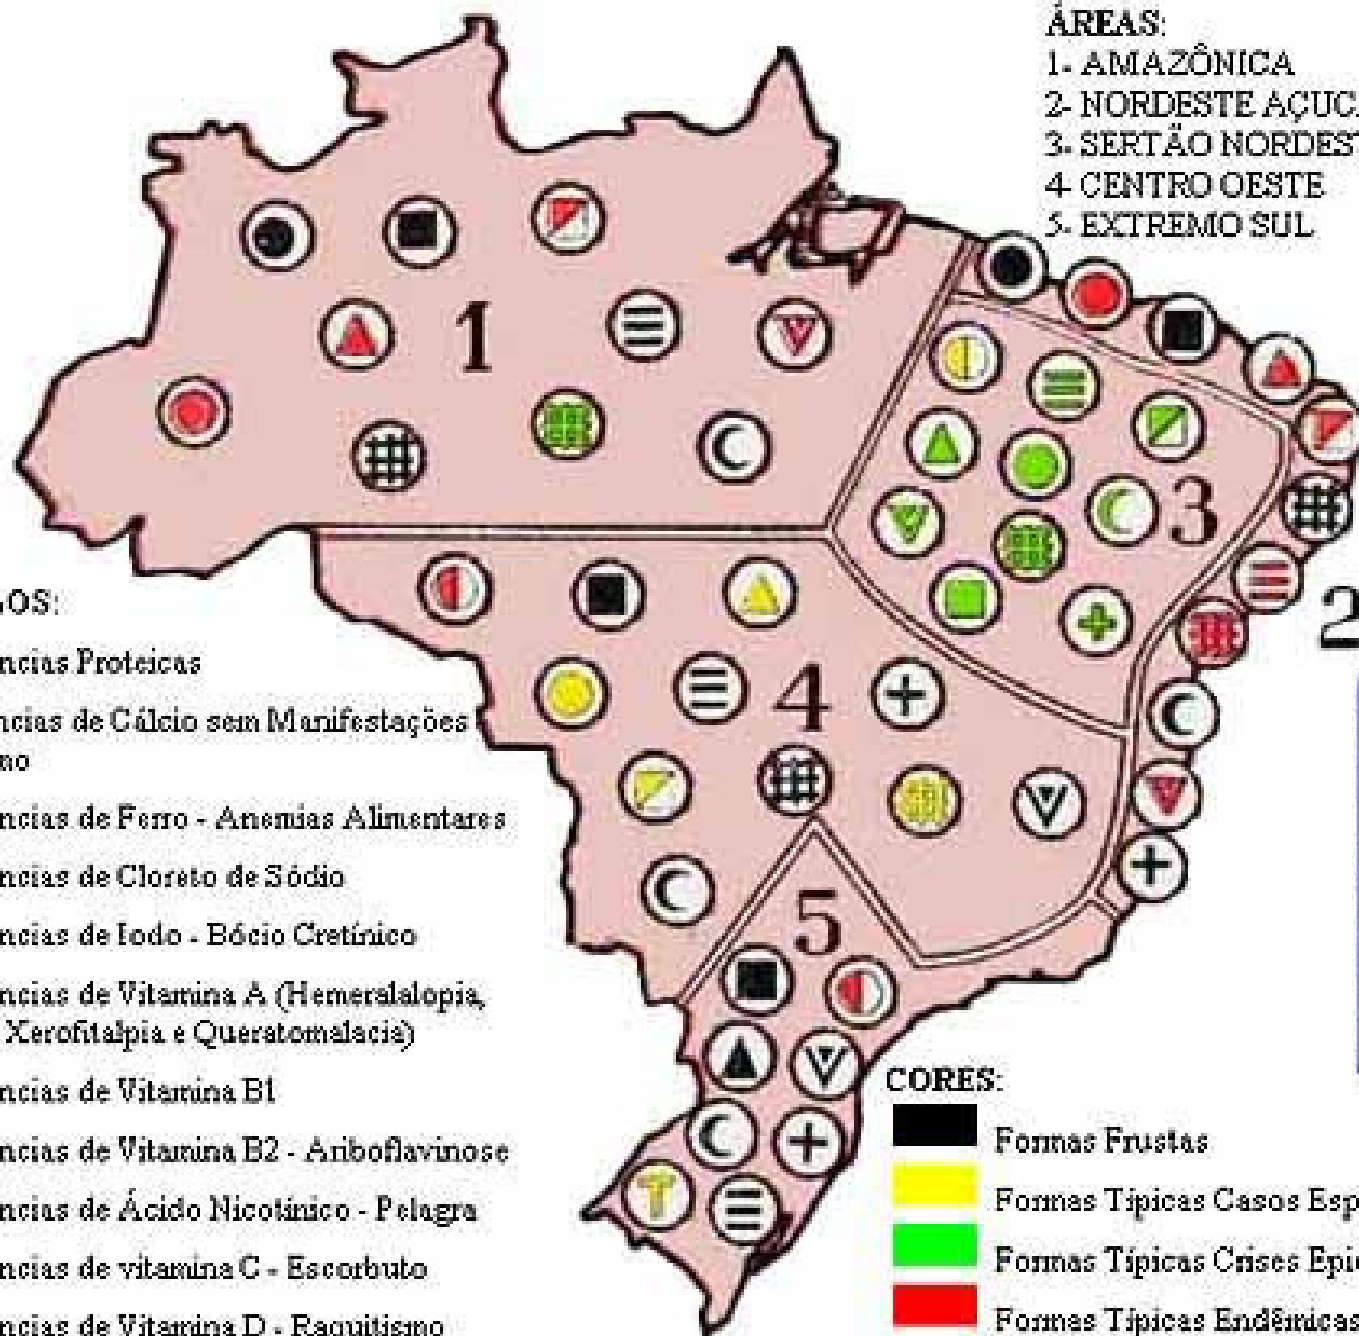 ÁREAS:
1- AMAZÔNICA
2- NORDESTE AÇUC
3- SERTÃO NORDES
4- CENTRO OESTE
5- EXTREMO SUL
1
3
2
4
5
LOS:
ncias Proteicas
ncias de Cálcio sem Manifestações
no
ncias de Ferro - Anemias Alimentares
ncias de Cloreto de Sódio
ncias de Iodo - Bócio Cretínico
ncias de Vitamina A (Hemeralalopia,
Xerofitalpia e Queratomalacia)
ncias de Vitamina B1
ncias de Vitamina B2 - Ariboflavinose
ncias de Ácido Nicotínico - Pelagra
ncias de vitamina C - Escorbuto
ncias de Vitamina D - Raquitismo
CORES:
Formas Frustas
Formas Típicas Casos Esp
Formas Típicas Crises Epi
Formas Típicas Endêmicas